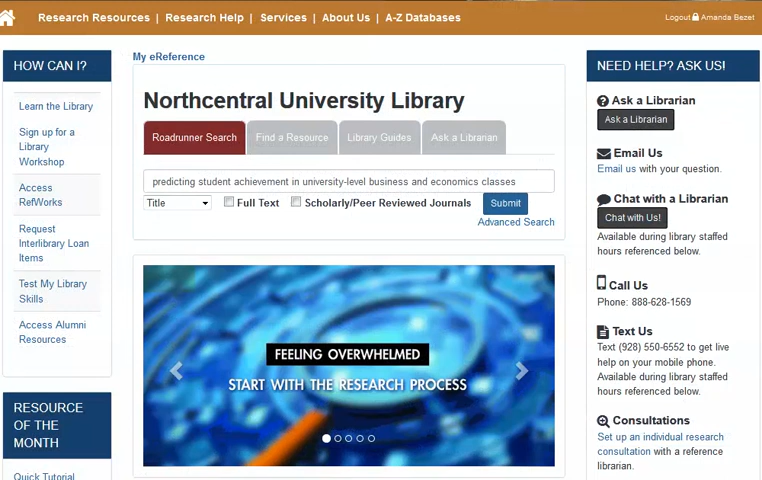 Research Resources | Research Help | Services | About Us | A-Z Databases
Logout Amanda Bezet
HOW CAN I?
Learn the Library
Sign up for a
Library
Workshop
Access
RefWorks
Request
Interlibrary Loan
Items
Test My Library
Skills
Access Alumni
Resources
RESOURCE
OF THE
MONTH
Quick Tutorial
My eReference
Northcentral University Library
Roadrunner Search
Find a Resource
Library Guides
Ask a Librarian
predicting student achievement in university-level business and economics classes
Title Full Text Scholarly/Peer Reviewed Journals Submit
Advanced Search
FEELING OVERWHELMED
START WITH THE RESEARCH PROCESS
NEED HELP? ASK US!
Ask a Librarian
Ask a Librarian
Email Us
Email us with your question.
Chat with a Librarian
Chat with Us!
Available during library staffed
hours referenced below.
Call Us
Phone: 888-628-1569
Text Us
Text (928) 550-6552 to get live
help on your mobile phone.
Available during library staffed
hours referenced below.
Consultations
Set up an individual research
consultation with a reference
librarian.